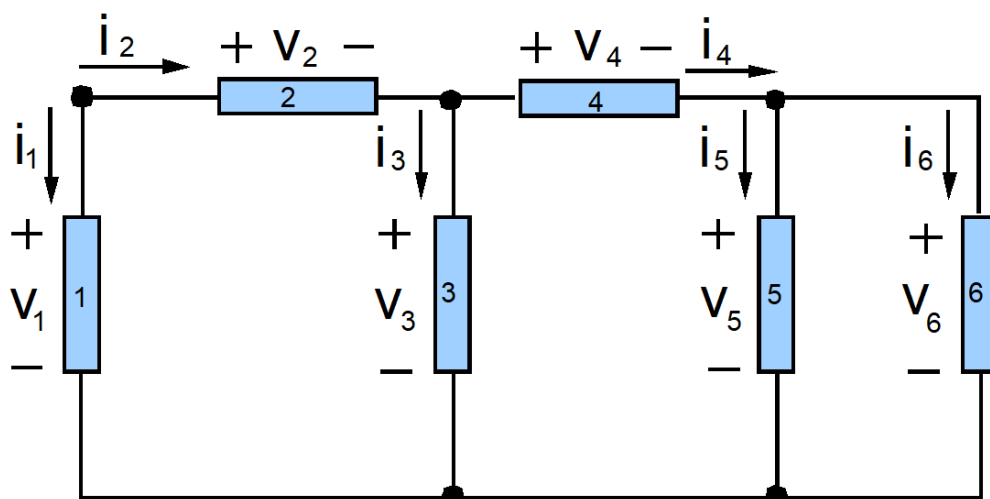 i2 + v2 − + v4 − i4
2 4
i1 i3 i5 i6
+ + + +
v1 1 v3 3 v5 5 v6 6
− − − −